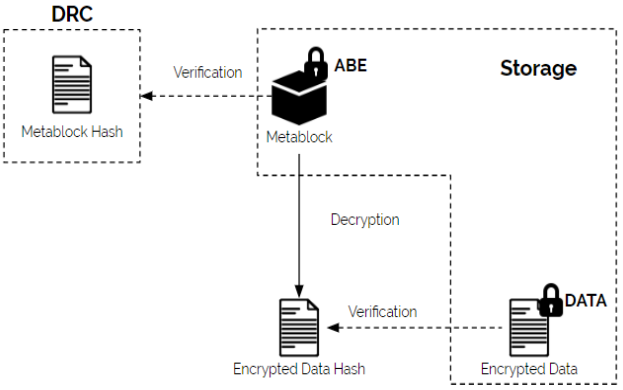 DRC
Verification
ABE
Storage
Metablock Hash
Metablock
Decryption
Verification
DATA
Encrypted Data Hash
Encrypted Data